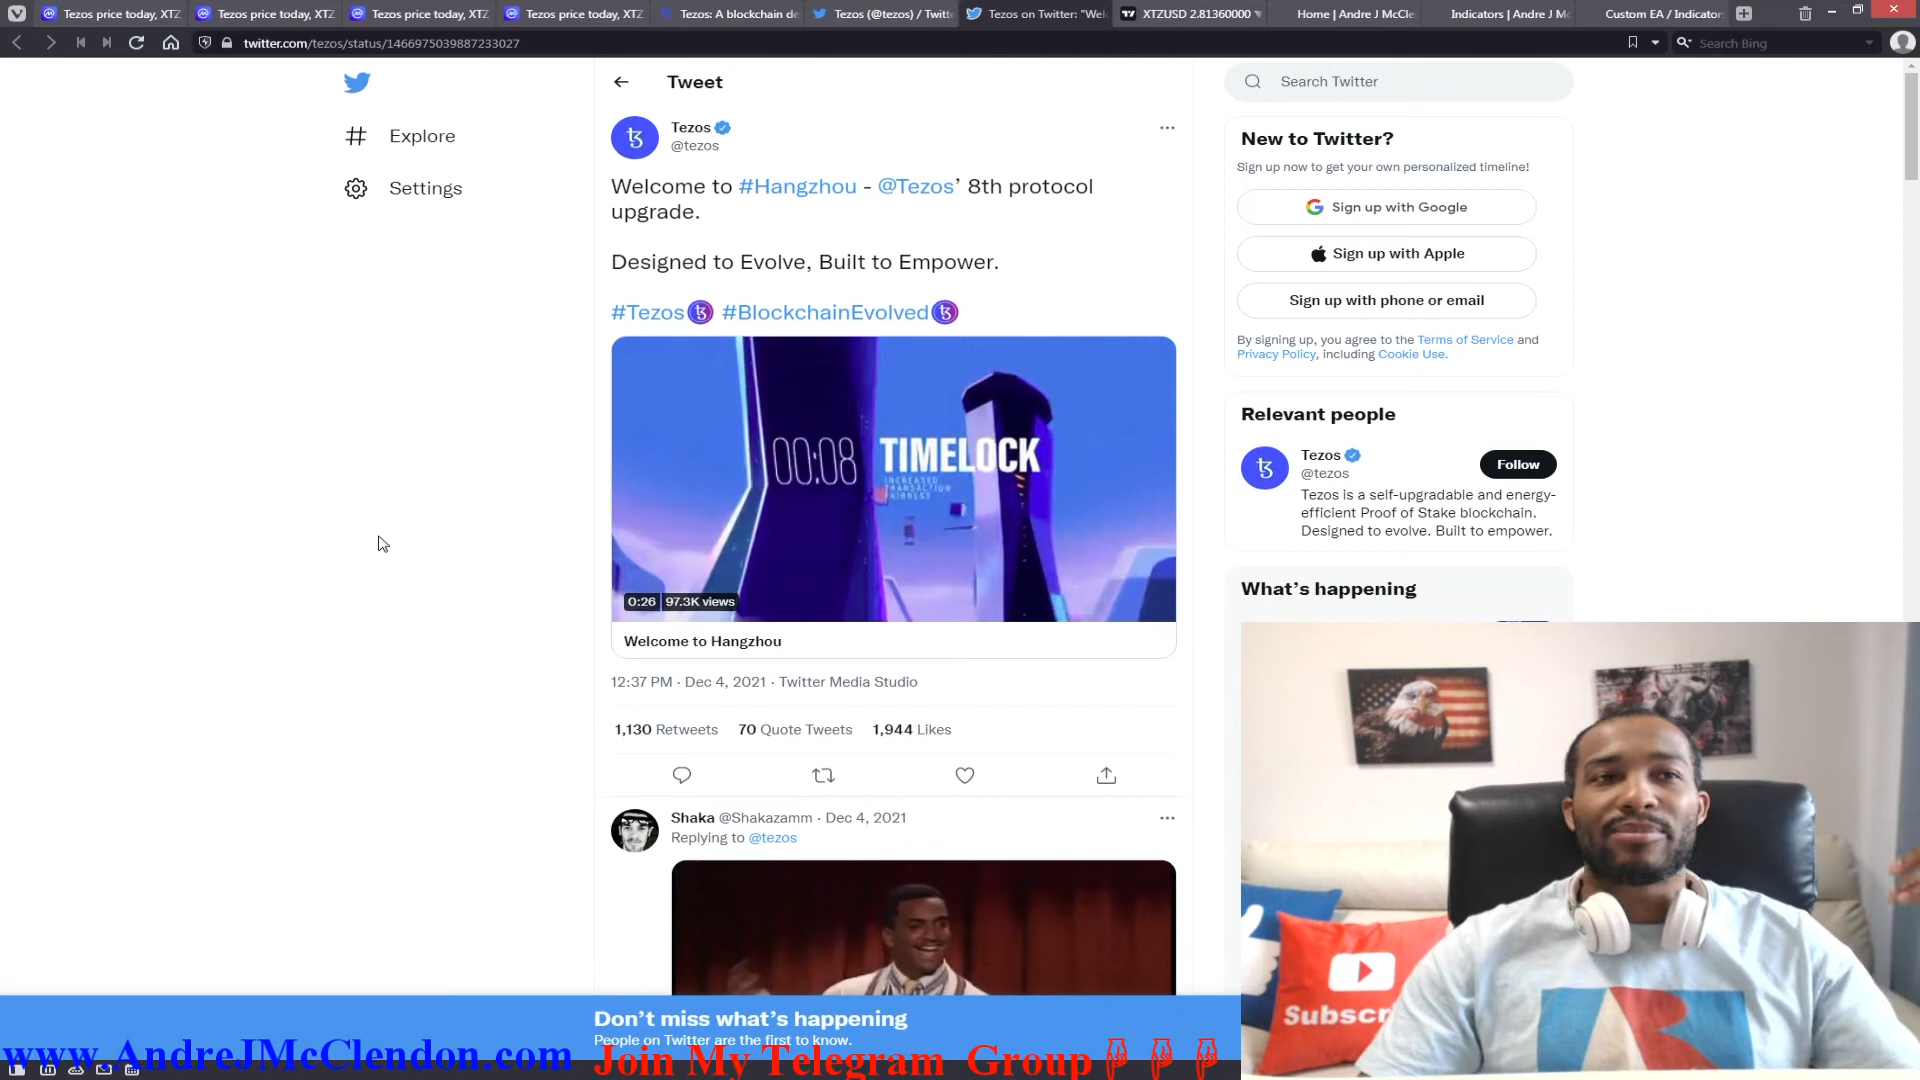 Tezos price today, XTZ
Tezos price today, XTZ
Tezos price today, XTZ
Tezos price today, XTZ
Tezos: A blockchain de
Tezos (@tezos) / Twitt
Tezos on Twitter: "Wel
XTZUSD 2.81360000
Home | Andre J McCle
Indicators | Andre J Mc
Custom EA / Indicator
twitter.com/tezos/status/1466975039887233027
Search Bing
Explore
Settings
Tweet
Tezos
@tezos
Welcome to #Hangzhou - @Tezos’ 8th protocol
upgrade.
Designed to Evolve, Built to Empower.
#Tezos #BlockchainEvolved
00:08 TIMELOCK
INCREASED
TRANSACTION
FAIRNESS
0:26 97.3K views
Welcome to Hangzhou
12:37 PM · Dec 4, 2021 · Twitter Media Studio
1,130 Retweets 70 Quote Tweets 1,944 Likes
Shaka @Shakazamm · Dec 4, 2021
Replying to @tezos
Search Twitter
New to Twitter?
Sign up now to get your own personalized timeline!
Sign up with Google
Sign up with Apple
Sign up with phone or email
By signing up, you agree to the Terms of Service and
Privacy Policy, including Cookie Use.
Relevant people
Tezos
@tezos
Follow
Tezos is a self-upgradable and energy-
efficient Proof of Stake blockchain.
Designed to evolve. Built to empower.
What’s happening
Subscr
Don’t miss what’s happening
People on Twitter are the first to know.
www.AndreJMcClendon.com
Join My Telegram Group